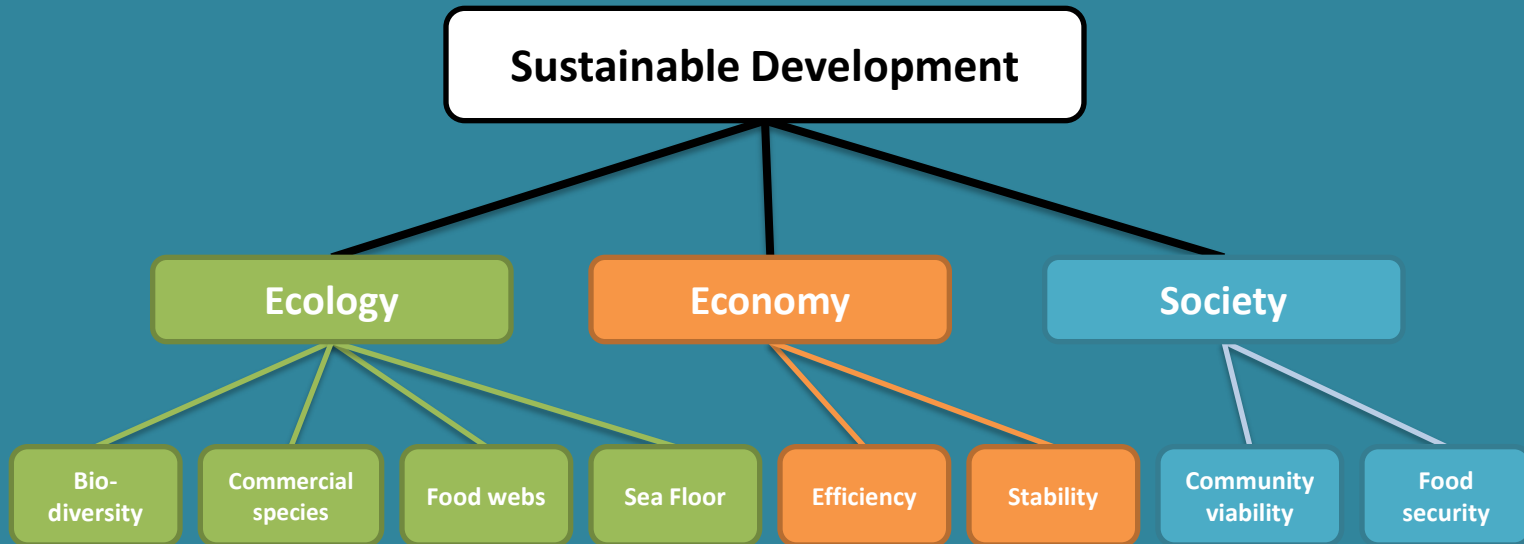 Sustainable Development
Ecology
Economy
Society
Bio-
diversity
Commercial
species
Food webs
Sea Floor
Efficiency
Stability
Community
viability
Food
security